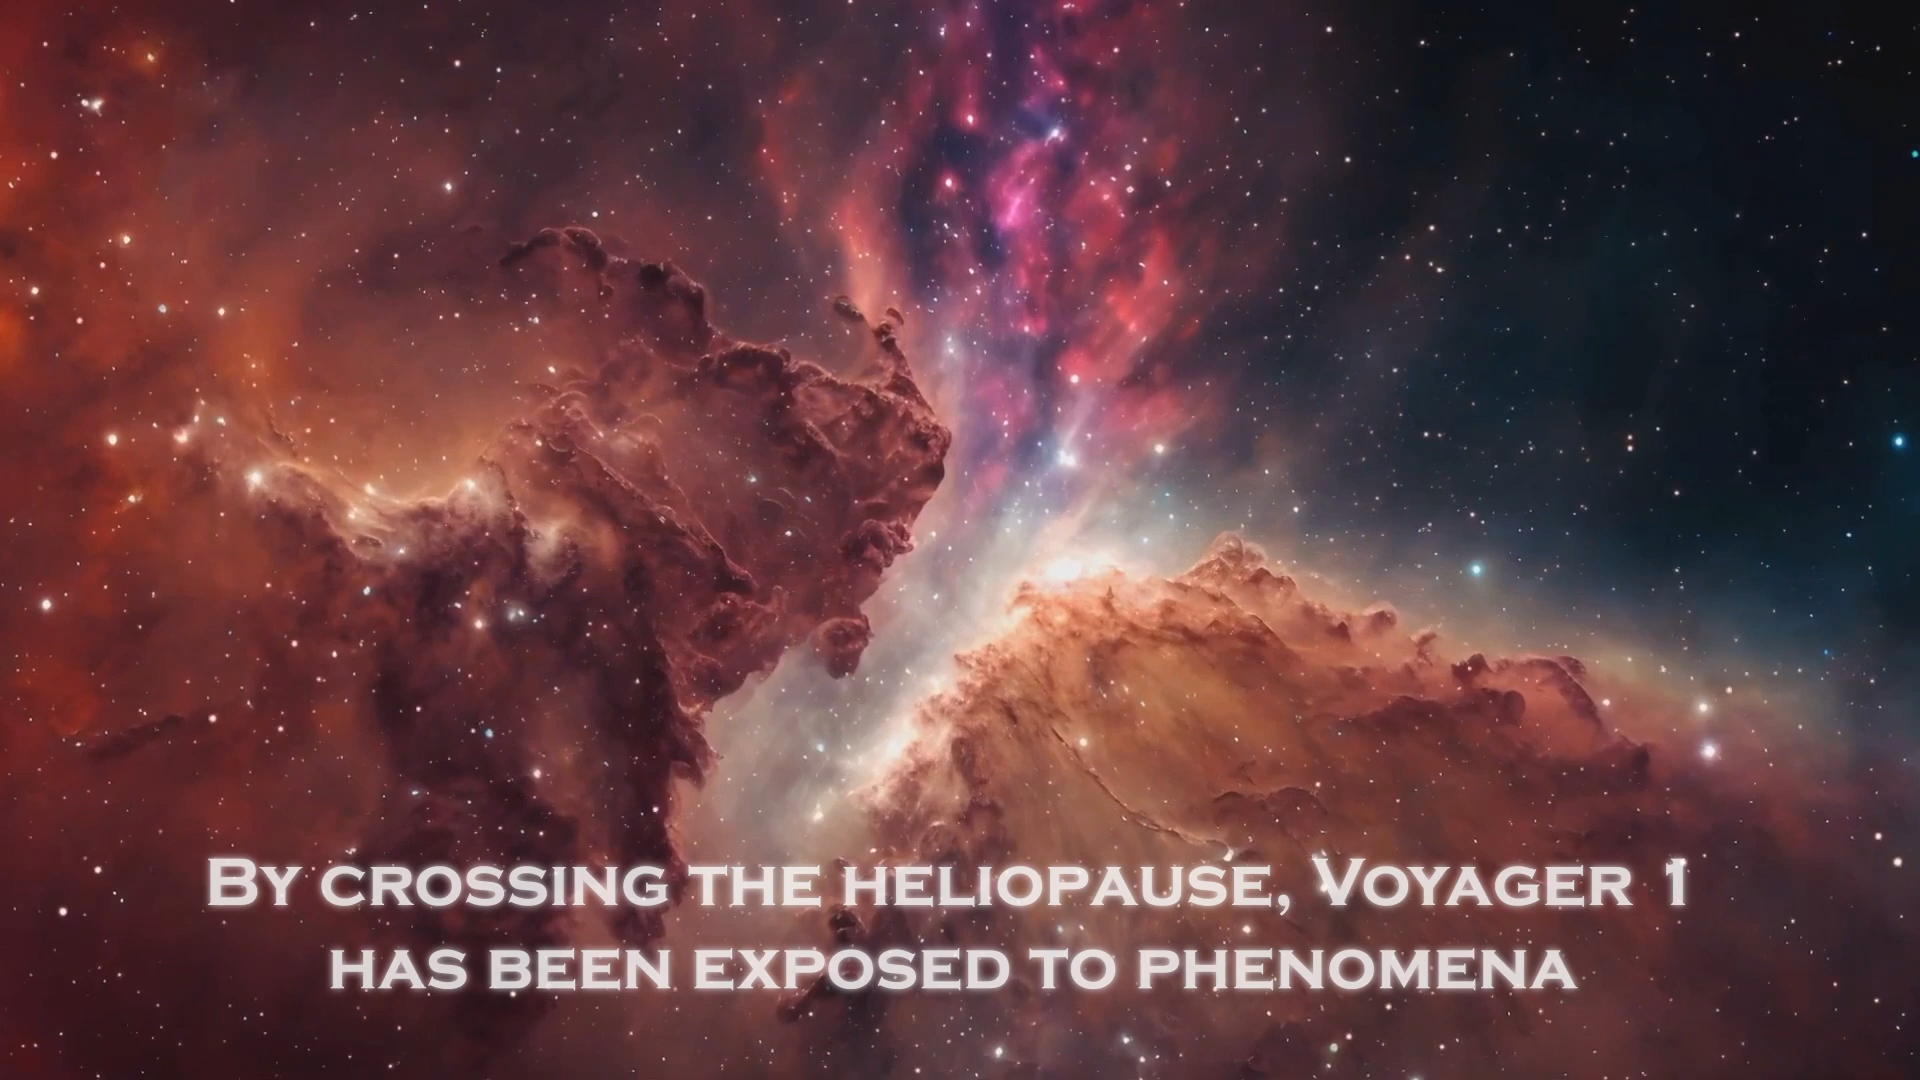 By crossing the heliopause, Voyager 1
has been exposed to phenomena